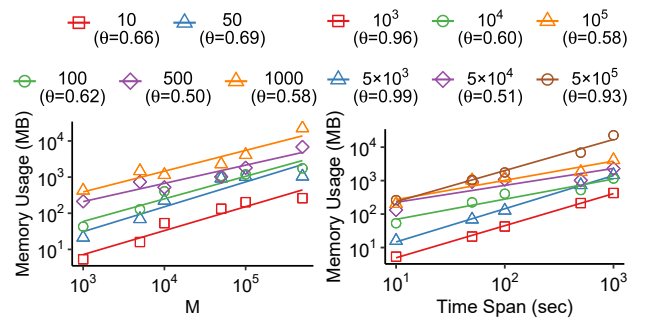 10 50 10³ 10⁴ 10⁵
(θ=0.66) (θ=0.69) (θ=0.96) (θ=0.60) (θ=0.58)
100 500 1000 5×10³ 5×10⁴ 5×10⁵
(θ=0.62) (θ=0.50) (θ=0.58) (θ=0.99) (θ=0.51) (θ=0.93)
Memory Usage (MB)
10⁴
10³
10²
10¹
10³ 10⁴ 10⁵
M
Memory Usage (MB)
10⁴
10³
10²
10¹
10¹ 10² 10³
Time Span (sec)